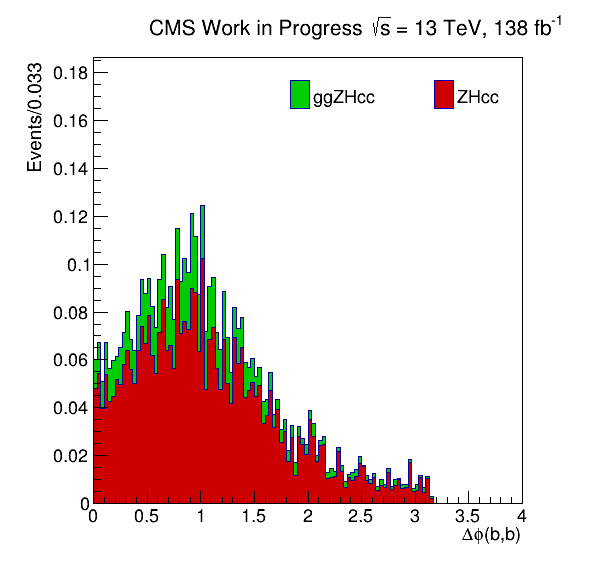 CMS Work in Progress √s = 13 TeV, 138 fb⁻¹
Events/0.033
ggZHcc ZHcc
0.18
0.16
0.14
0.12
0.1
0.08
0.06
0.04
0.02
0
0 0.5 1 1.5 2 2.5 3 3.5 4
Δϕ(b,b)